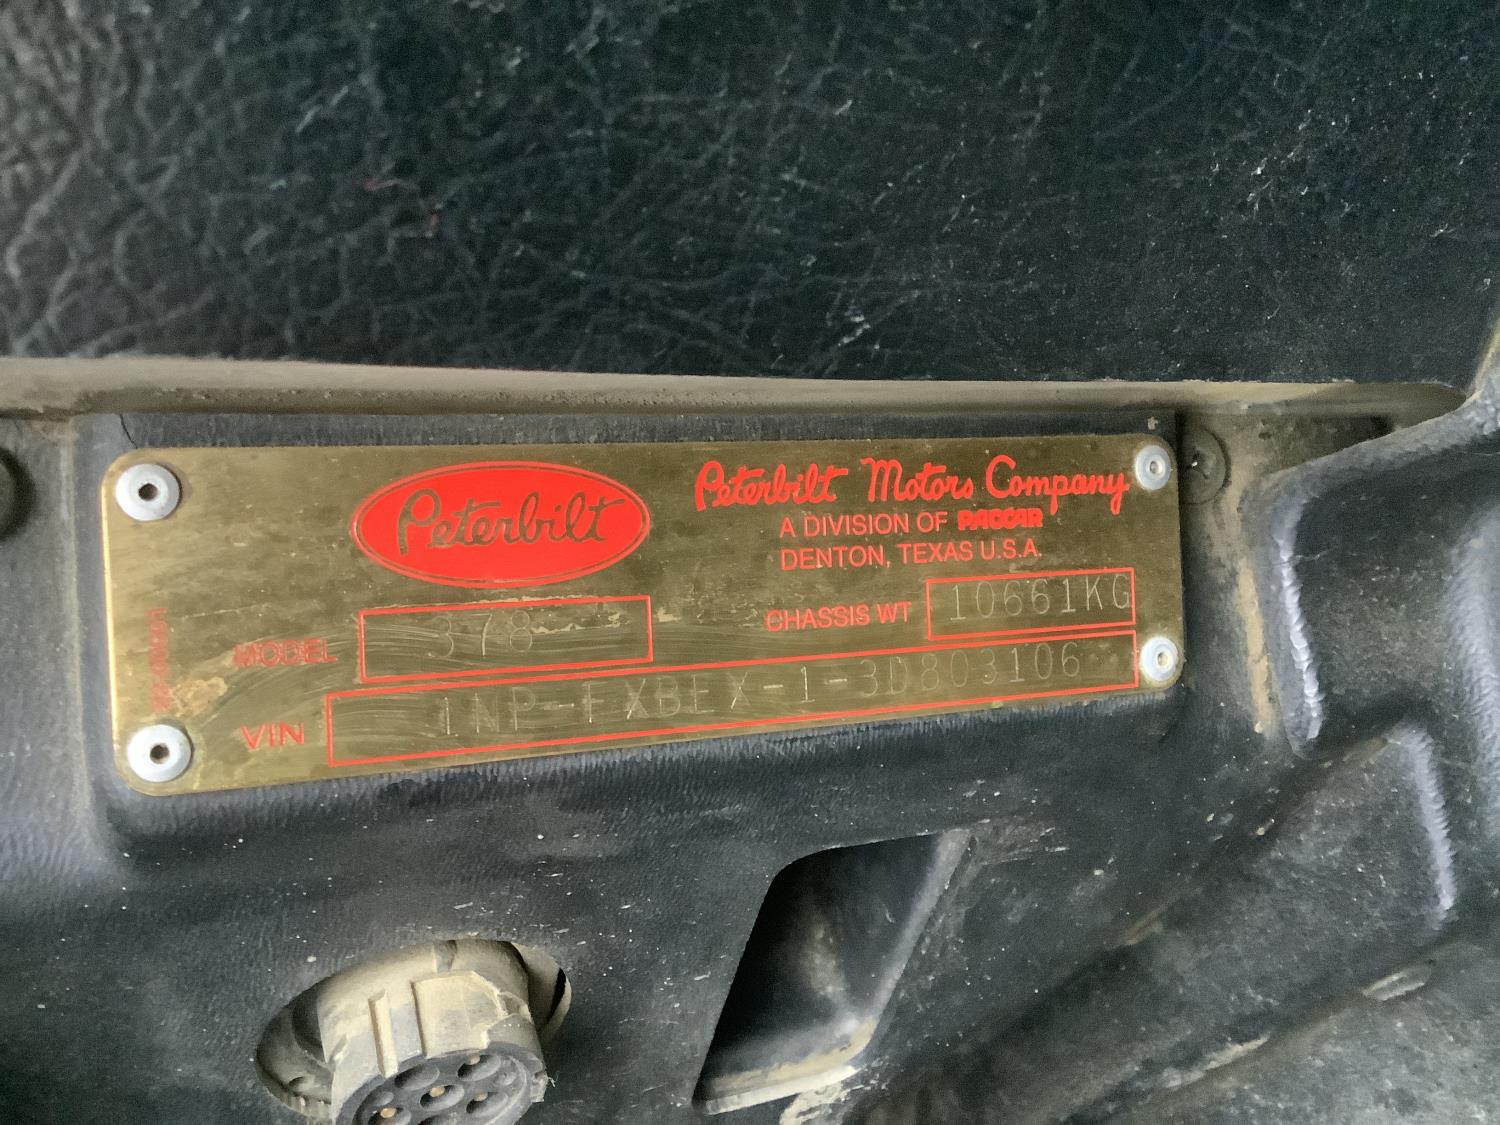 Peterbilt
Peterbilt Motors Company
A DIVISION OF PACCAR
DENTON, TEXAS U.S.A.
MODEL 378
CHASSIS WT 10661KG
VIN 1NP-FXBEX-1-3D803106